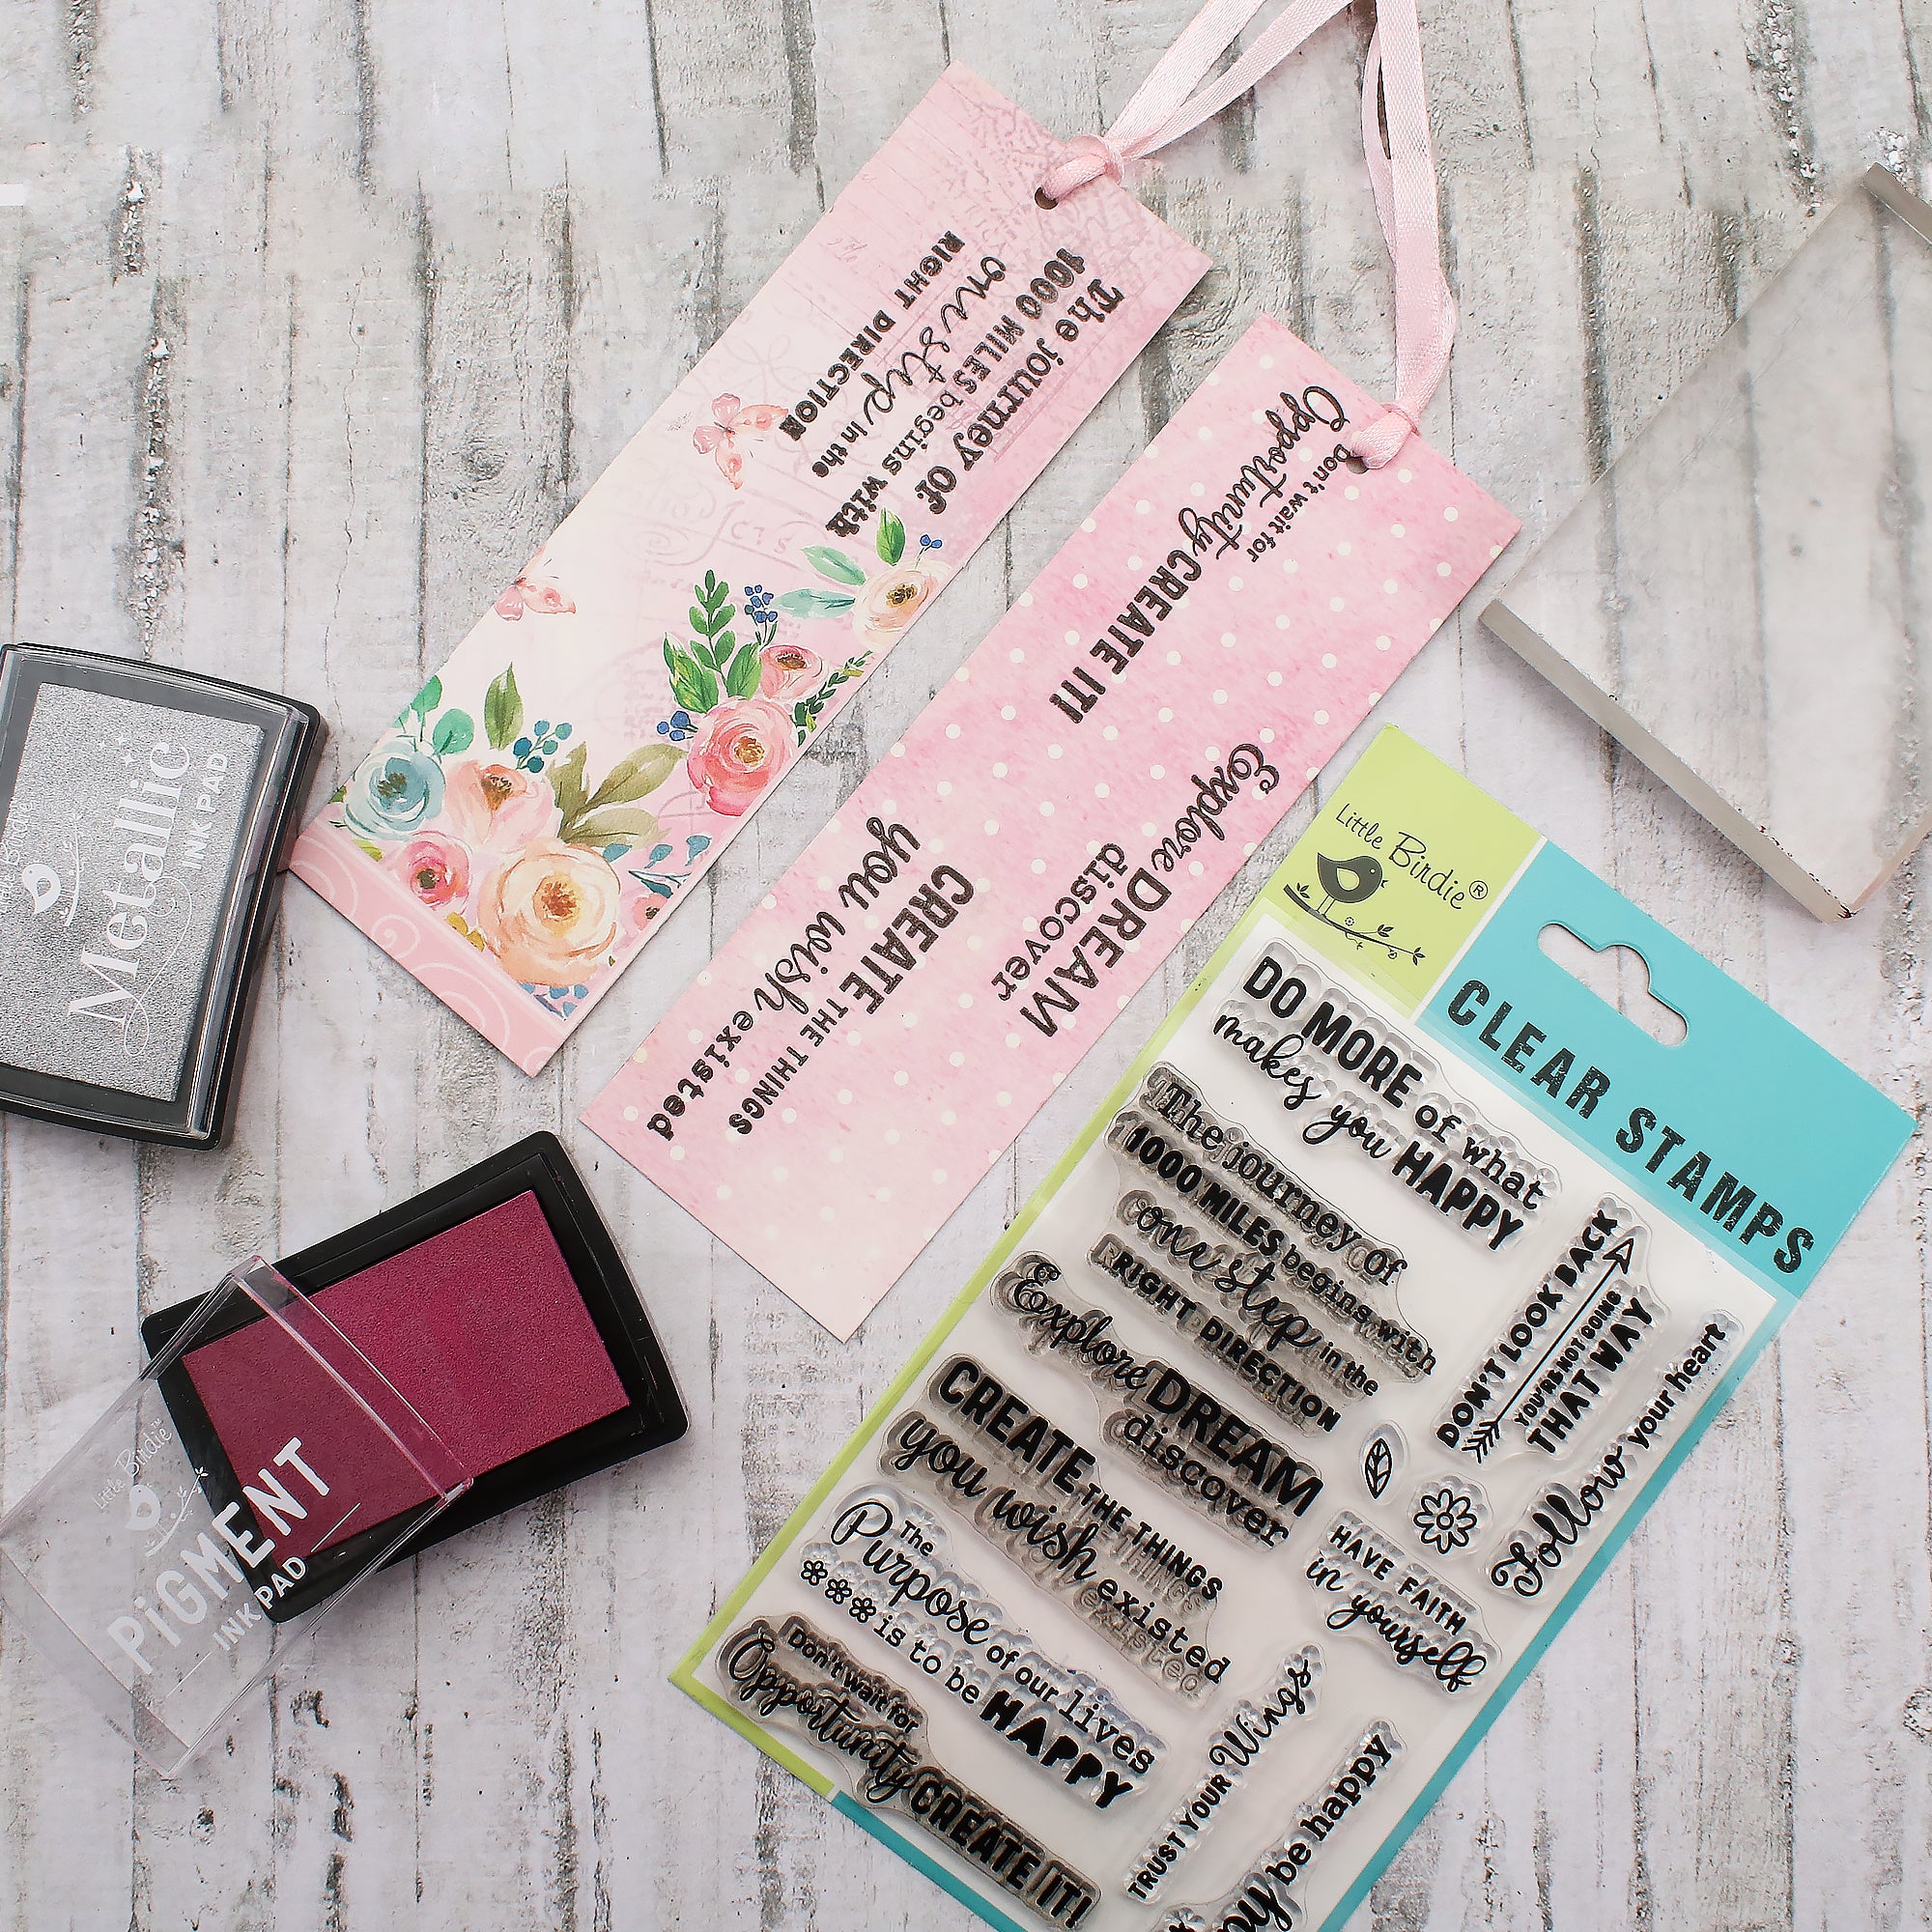 The journey of
1000 MILES begins with
one step in the
RIGHT DIRECTION
Don't wait for
Opportunity CREATE IT!
Explore DREAM
discover
CREATE THE THINGS
you wish existed
Metallic
INK PAD
Little Birdie™
PiGMENT
INK PAD
Little Birdie®
CLEAR STAMPS
DO MORE of what
makes you HAPPY
The journey of
1000 MILES begins with
one step in the
RIGHT DIRECTION
Explore DREAM
discover
CREATE THE THINGS
you wish existed
The
Purpose of our lives
is to be HAPPY
Don't wait for
Opportunity CREATE IT!
DON'T LOOK BACK
YOU'RE NOT GOING
THAT WAY
Follow your heart
HAVE FAITH
in yourself
TRUST YOUR Wings
be happy